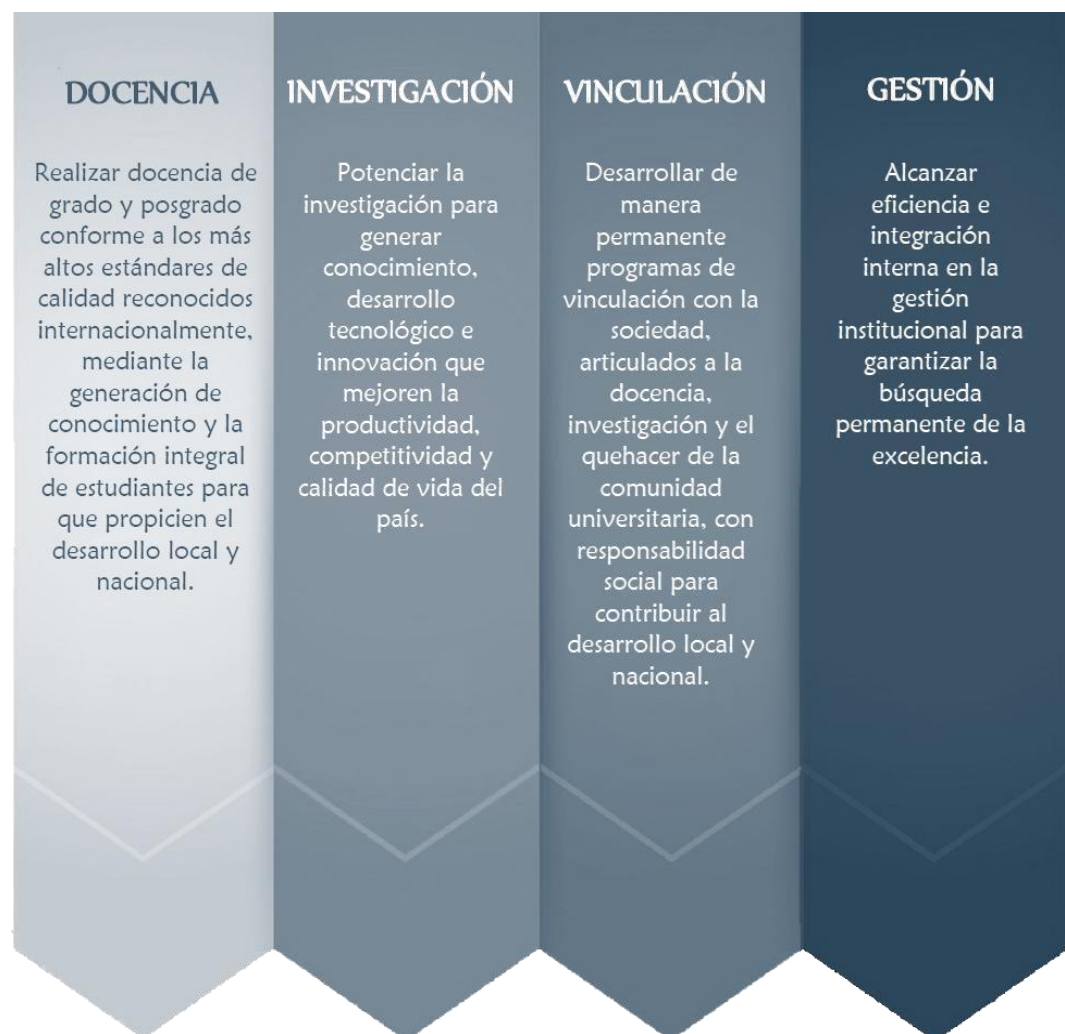 DOCENCIA
Realizar docencia de
grado y posgrado
conforme a los más
altos estándares de
calidad reconocidos
internacionalmente,
mediante la
generación de
conocimiento y la
formación integral
de estudiantes para
que propicien el
desarrollo local y
nacional.
INVESTIGACIÓN
Potenciar la
investigación para
generar
conocimiento,
desarrollo
tecnológico e
innovación que
mejoren la
productividad,
competitividad y
calidad de vida del
país.
VINCULACIÓN
Desarrollar de
manera
permanente
programas de
vinculación con la
sociedad,
articulados a la
docencia,
investigación y el
quehacer de la
comunidad
universitaria, con
responsabilidad
social para
contribuir al
desarrollo local y
nacional.
GESTIÓN
Alcanzar
eficiencia e
integración
interna en la
gestión
institucional para
garantizar la
búsqueda
permanente de la
excelencia.